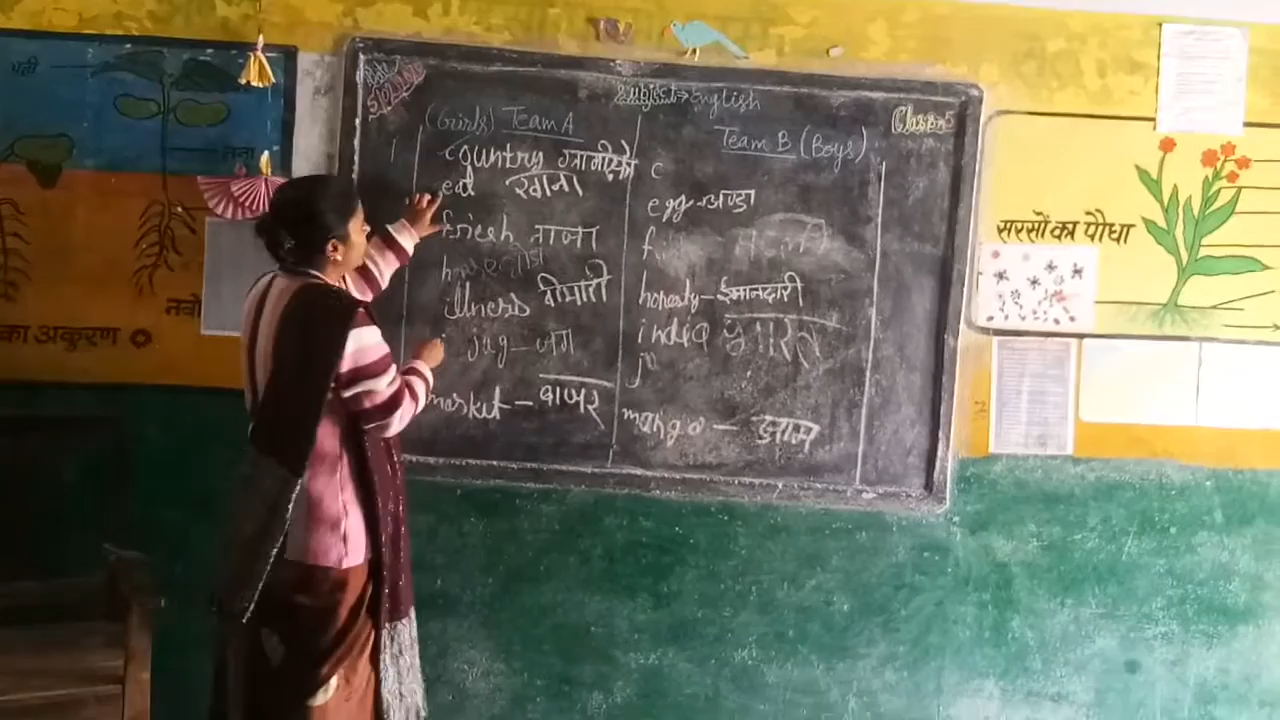 Subject → English
Class → 5
(Girls) Team A
Team B (Boys)
country
c
eat खाना
egg → अण्डा
fresh ताजा
f
illness बीमारी
honesty - ईमानदारी
india भारत
jug - जग
j
market - बाजर
mango - आम
तना
का अंकुरण
सरसों का पौधा